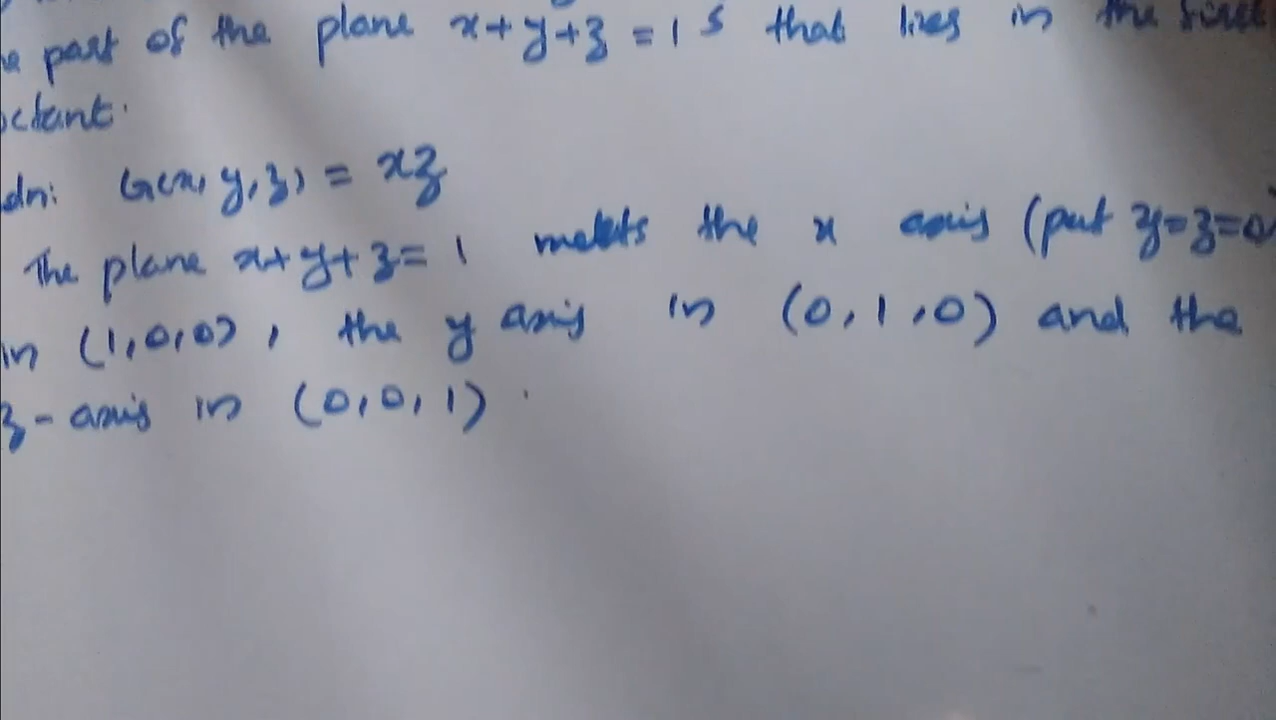 part of the plane x+y+z=1 s that lies in the first
octant.
G(x,y,z) = xz
The plane x+y+z=1 meets the x axis (put y=z=0)
in (1,0,0), the y axis in (0,1,0) and the
z-axis in (0,0,1).